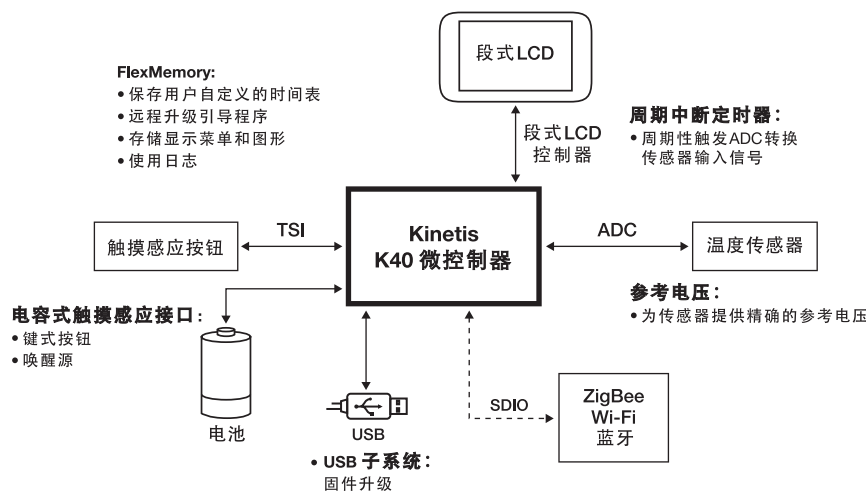 段式LCD
FlexMemory:
• 保存用户自定义的时间表
• 远程升级引导程序
• 存储显示菜单和图形
• 使用日志
段式LCD
控制器
周期中断定时器：
• 周期性触发ADC转换
传感器输入信号
触摸感应按钮
TSI
Kinetis
K40 微控制器
ADC
温度传感器
电容式触摸感应接口：
• 键式按钮
• 唤醒源
参考电压：
• 为传感器提供精确的参考电压
电池
USB
• USB 子系统：
固件升级
SDIO
ZigBee
Wi-Fi
蓝牙